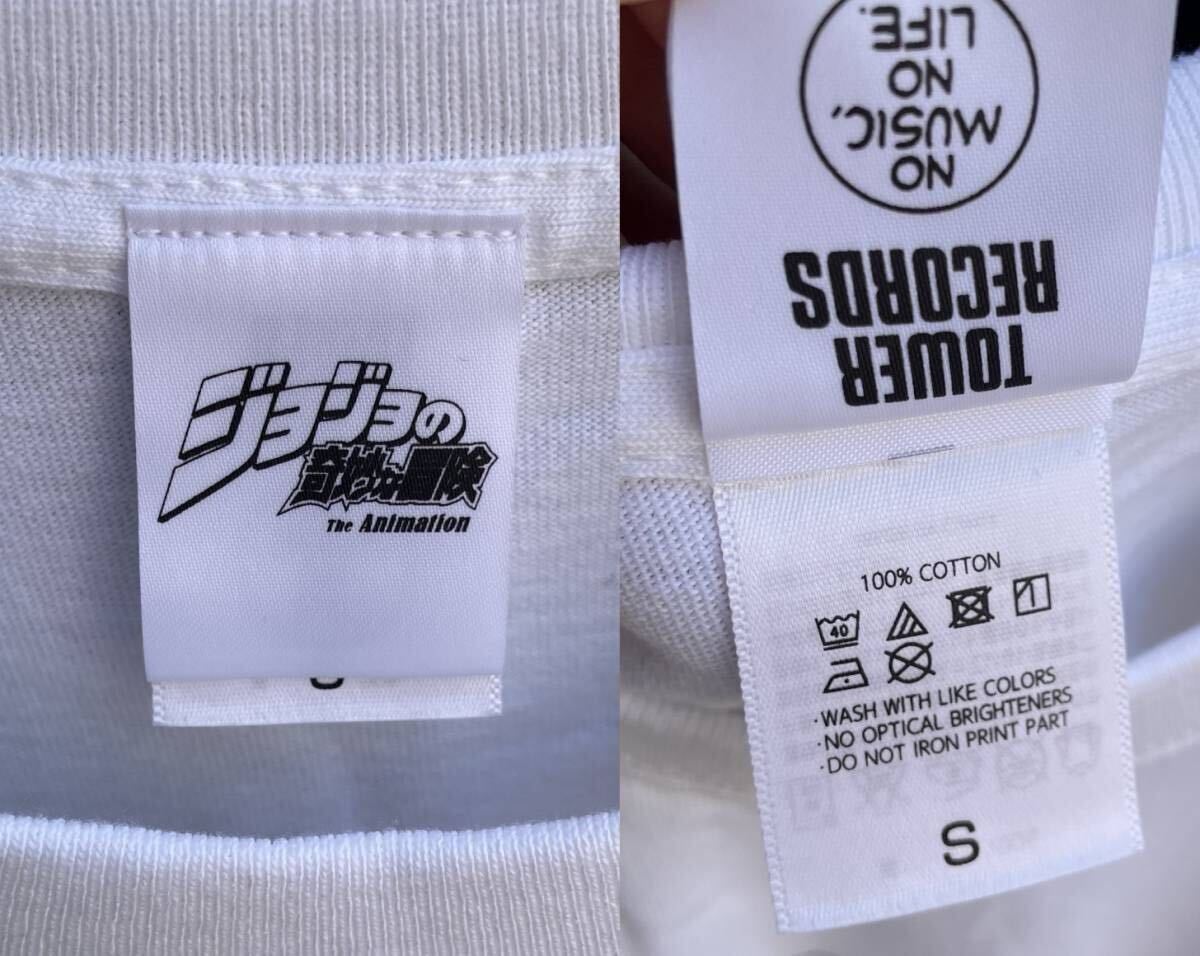 ジョジョの
奇妙な冒険
The Animation
NO
MUSIC,
NO
LIFE.
TOWER
RECORDS
100% COTTON
40
1
·WASH WITH LIKE COLORS
·NO OPTICAL BRIGHTENERS
·DO NOT IRON PRINT PART
S